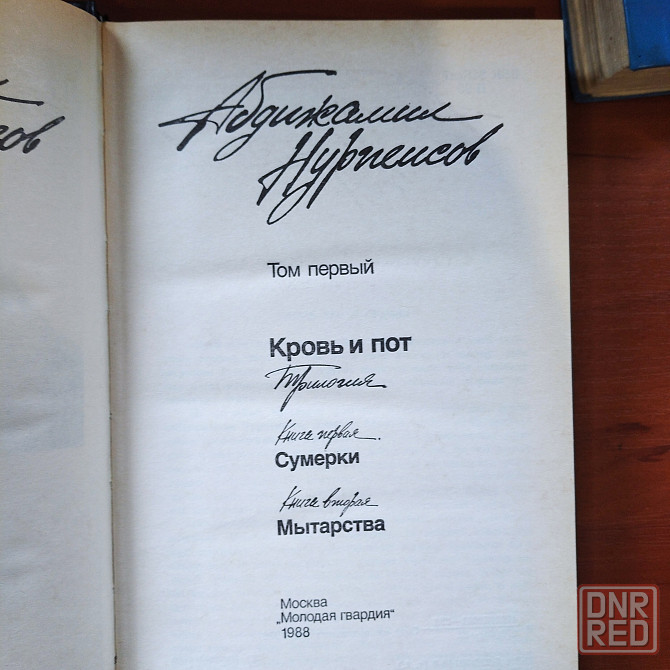 Абдижамил
Нурпеисов
Том первый
Кровь и пот
Трилогия
Книга первая.
Сумерки
Книга вторая
Мытарства
Москва
„Молодая гвардия"
1988
DNR
RED